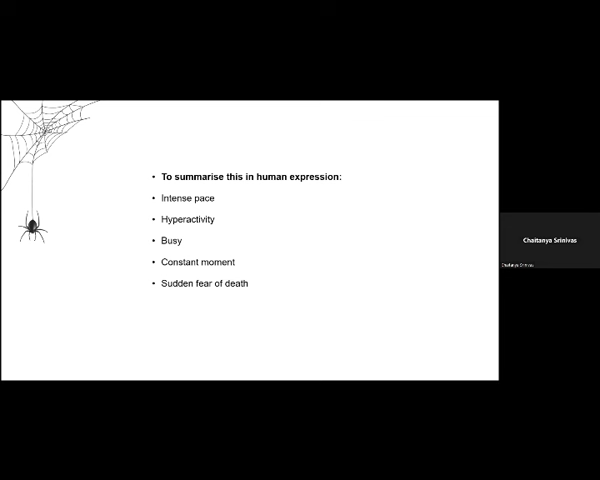 • To summarise this in human expression:
• Intense pace
• Hyperactivity
• Busy
• Constant moment
• Sudden fear of death
Chaitanya Srinivas
Chaitanya Srinivas